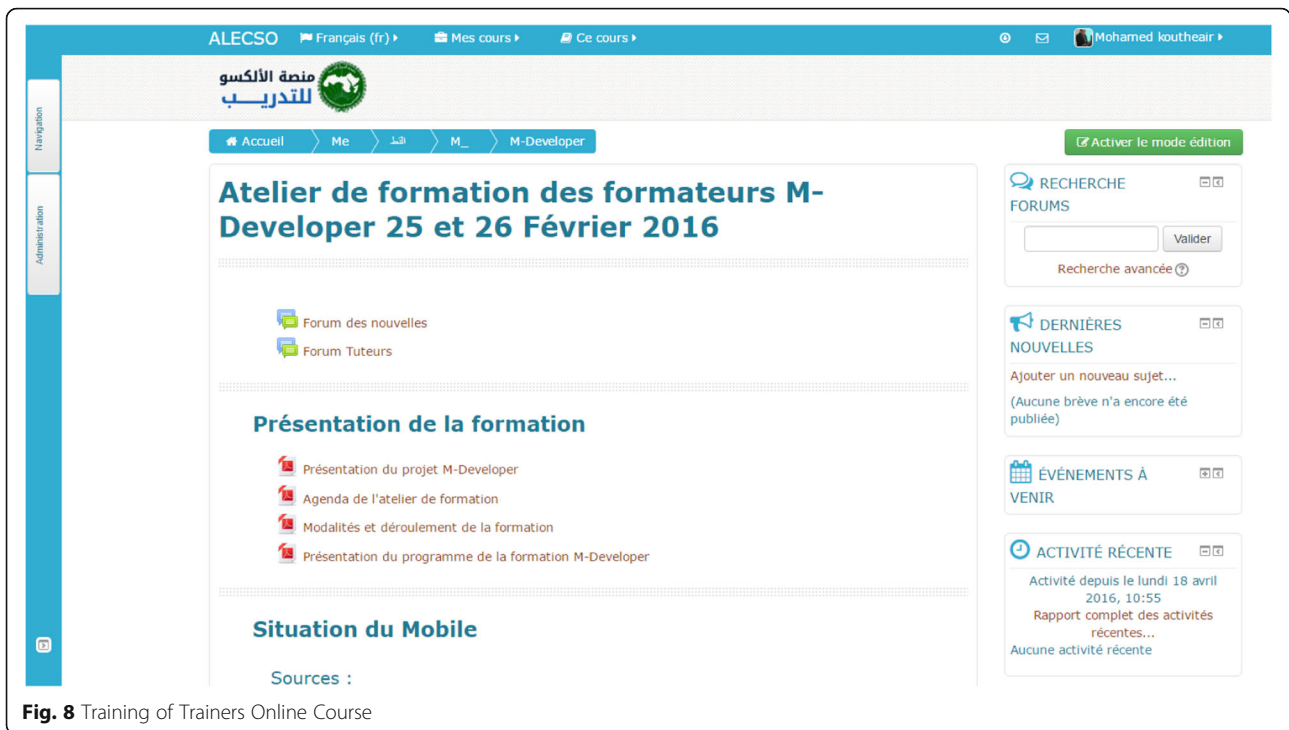 ALECSO Français (fr) Mes cours Ce cours Mohamed koutheair
منصة الألكسو
للتدريـــب
Navigation
Administration
Accueil Me القط M_ M-Developer
Activer le mode édition
Atelier de formation des formateurs M-
Developer 25 et 26 Février 2016
Forum des nouvelles
Forum Tuteurs
Présentation de la formation
Présentation du projet M-Developer
Agenda de l'atelier de formation
Modalités et déroulement de la formation
Présentation du programme de la formation M-Developer
Situation du Mobile
Sources :
RECHERCHE
FORUMS
Valider
Recherche avancée
DERNIÈRES
NOUVELLES
Ajouter un nouveau sujet...
(Aucune brève n'a encore été
publiée)
ÉVÉNEMENTS À
VENIR
ACTIVITÉ RÉCENTE
Activité depuis le lundi 18 avril
2016, 10:55
Rapport complet des activités
récentes...
Aucune activité récente
Fig. 8 Training of Trainers Online Course